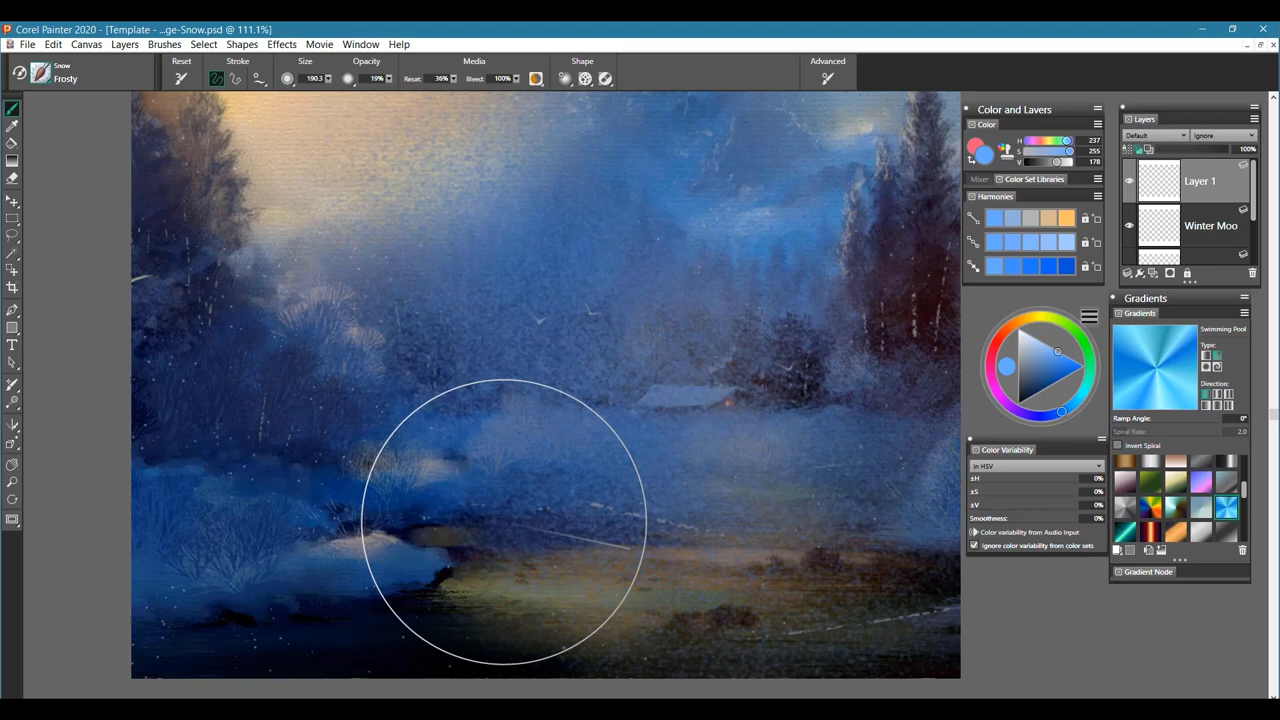 Corel Painter 2020 - [Template - ...ge-Snow.psd @ 111.1%]
File Edit Canvas Layers Brushes Select Shapes Effects Movie Window Help
Reset Stroke Size Opacity Media Shape Advanced
Snow
Frosty
190.3 19% Resat: 36% Bleed: 100%
Color and Layers
Color
H 237
S 255
V 178
Mixer Color Set Libraries
Harmonies
Color Variability
in HSV
±H 0%
±S 0%
±V 0%
Smoothness: 0%
Color variability from Audio Input
Ignore color variability from color sets
Layers
Default Ignore
100%
Layer 1
Winter Moo
Gradients
Gradients
Swimming Pool
Type:
Direction:
Ramp Angle: 0°
Spiral Rate: 2.0
Invert Spiral
Gradient Node